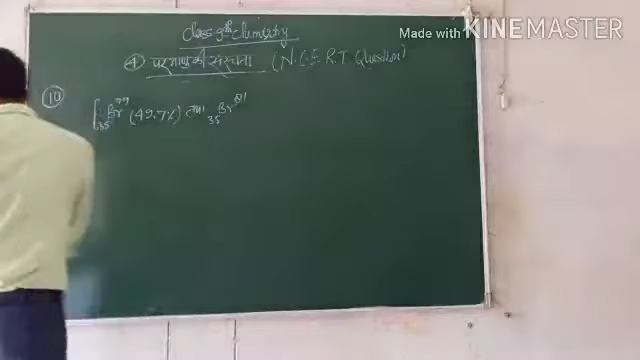 Made with KINEMASTER
Class 9th Chemistry
④ परमाणु की संरचना (N.C.E.R.T Question)
⑩ [ ₃₅Br⁷⁹ (49.7%) तथा ₃₅Br⁸¹